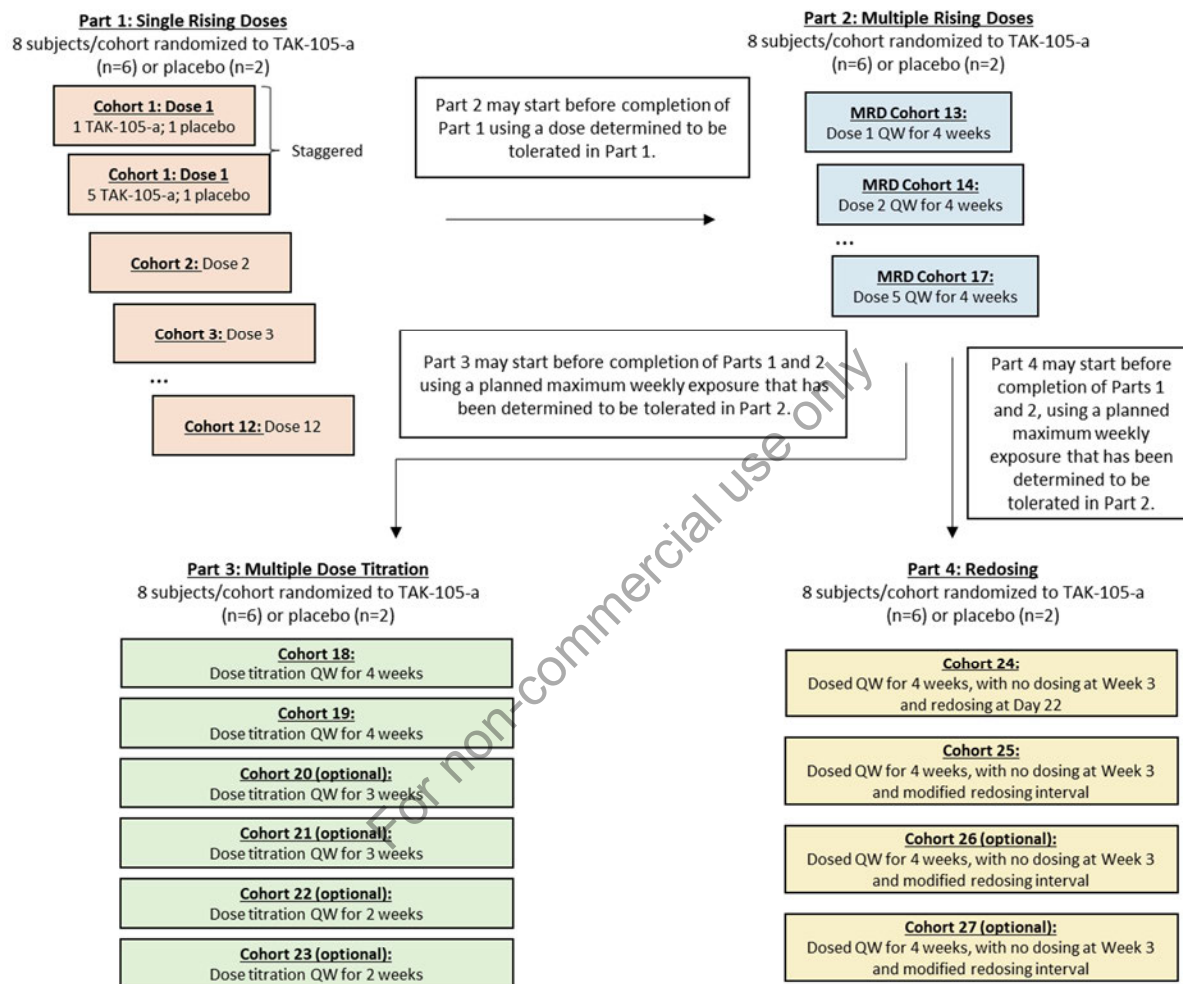 Part 1: Single Rising Doses
8 subjects/cohort randomized to TAK-105-a
(n=6) or placebo (n=2)
Cohort 1: Dose 1
1 TAK-105-a; 1 placebo
Staggered
Cohort 1: Dose 1
5 TAK-105-a; 1 placebo
Cohort 2: Dose 2
Cohort 3: Dose 3
...
Cohort 12: Dose 12
Part 2 may start before completion of
Part 1 using a dose determined to be
tolerated in Part 1.
Part 2: Multiple Rising Doses
8 subjects/cohort randomized to TAK-105-a
(n=6) or placebo (n=2)
MRD Cohort 13:
Dose 1 QW for 4 weeks
MRD Cohort 14:
Dose 2 QW for 4 weeks
...
MRD Cohort 17:
Dose 5 QW for 4 weeks
Part 3 may start before completion of Parts 1 and 2
using a planned maximum weekly exposure that has
been determined to be tolerated in Part 2.
Part 4 may start before
completion of Parts 1
and 2, using a planned
maximum weekly
exposure that has been
determined to be
tolerated in Part 2.
Part 3: Multiple Dose Titration
8 subjects/cohort randomized to TAK-105-a
(n=6) or placebo (n=2)
Cohort 18:
Dose titration QW for 4 weeks
Cohort 19:
Dose titration QW for 4 weeks
Cohort 20 (optional):
Dose titration QW for 3 weeks
Cohort 21 (optional):
Dose titration QW for 3 weeks
Cohort 22 (optional):
Dose titration QW for 2 weeks
Cohort 23 (optional):
Dose titration QW for 2 weeks
Part 4: Redosing
8 subjects/cohort randomized to TAK-105-a
(n=6) or placebo (n=2)
Cohort 24:
Dosed QW for 4 weeks, with no dosing at Week 3
and redosing at Day 22
Cohort 25:
Dosed QW for 4 weeks, with no dosing at Week 3
and modified redosing interval
Cohort 26 (optional):
Dosed QW for 4 weeks, with no dosing at Week 3
and modified redosing interval
Cohort 27 (optional):
Dosed QW for 4 weeks, with no dosing at Week 3
and modified redosing interval
For non-commercial use only